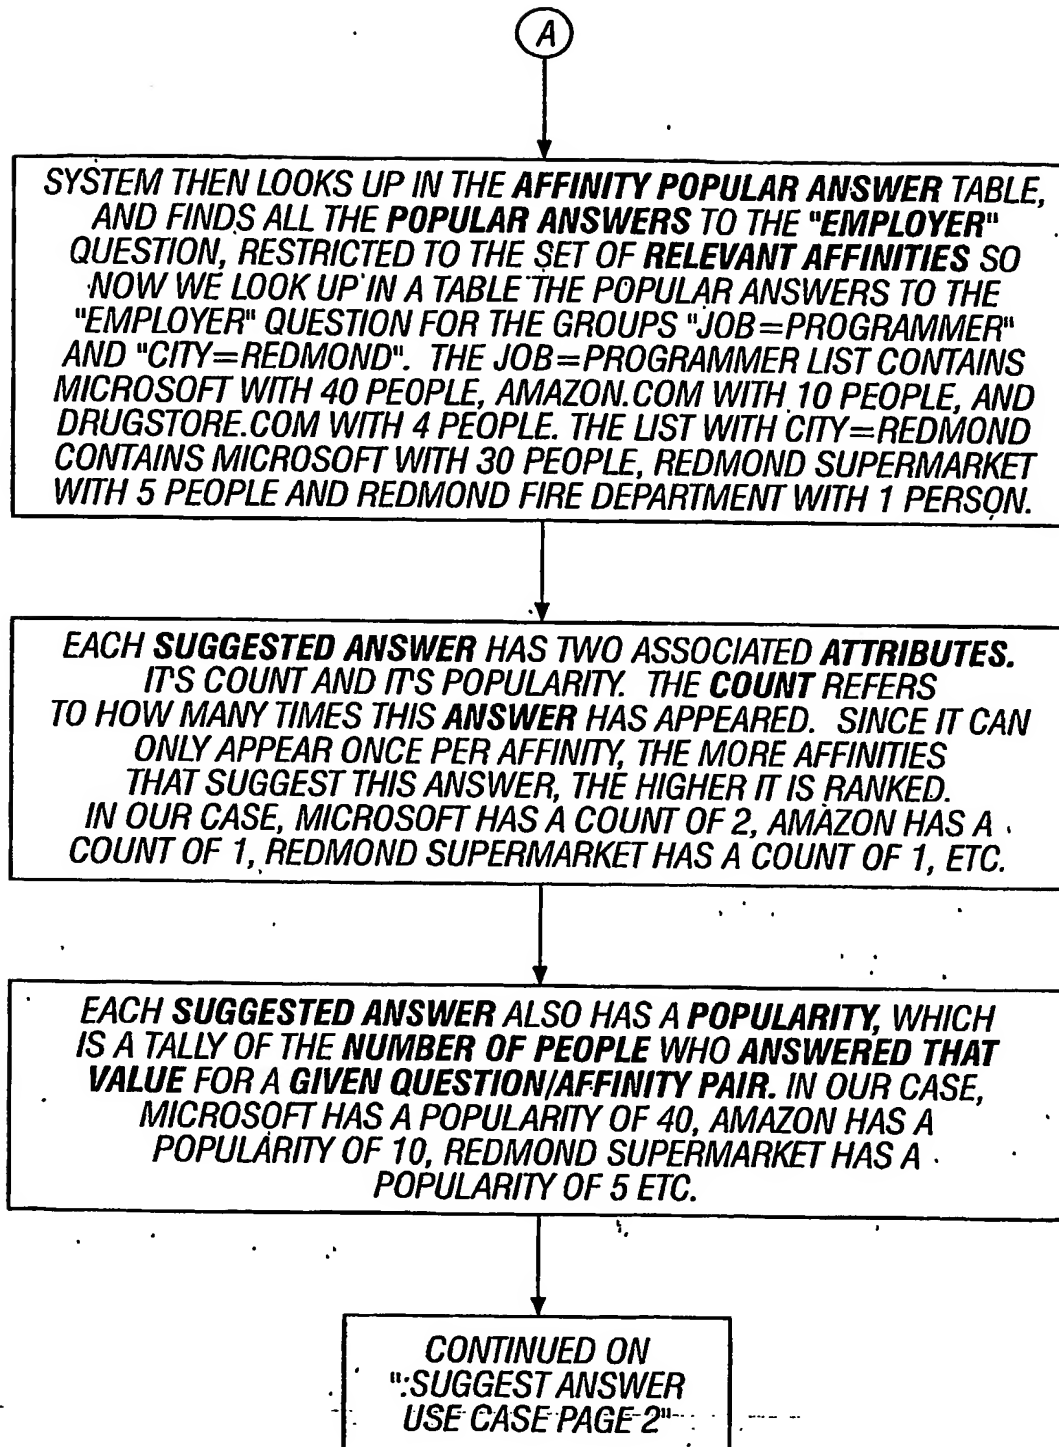 A
SYSTEM THEN LOOKS UP IN THE AFFINITY POPULAR ANSWER TABLE,
AND FINDS ALL THE POPULAR ANSWERS TO THE "EMPLOYER"
QUESTION, RESTRICTED TO THE SET OF RELEVANT AFFINITIES SO
NOW WE LOOK UP IN A TABLE THE POPULAR ANSWERS TO THE
"EMPLOYER" QUESTION FOR THE GROUPS "JOB=PROGRAMMER"
AND "CITY=REDMOND". THE JOB=PROGRAMMER LIST CONTAINS
MICROSOFT WITH 40 PEOPLE, AMAZON.COM WITH 10 PEOPLE, AND
DRUGSTORE.COM WITH 4 PEOPLE. THE LIST WITH CITY=REDMOND
CONTAINS MICROSOFT WITH 30 PEOPLE, REDMOND SUPERMARKET
WITH 5 PEOPLE AND REDMOND FIRE DEPARTMENT WITH 1 PERSON.
EACH SUGGESTED ANSWER HAS TWO ASSOCIATED ATTRIBUTES.
IT'S COUNT AND IT'S POPULARITY. THE COUNT REFERS
TO HOW MANY TIMES THIS ANSWER HAS APPEARED. SINCE IT CAN
ONLY APPEAR ONCE PER AFFINITY, THE MORE AFFINITIES
THAT SUGGEST THIS ANSWER, THE HIGHER IT IS RANKED.
IN OUR CASE, MICROSOFT HAS A COUNT OF 2, AMAZON HAS A
COUNT OF 1, REDMOND SUPERMARKET HAS A COUNT OF 1, ETC.
EACH SUGGESTED ANSWER ALSO HAS A POPULARITY, WHICH
IS A TALLY OF THE NUMBER OF PEOPLE WHO ANSWERED THAT
VALUE FOR A GIVEN QUESTION/AFFINITY PAIR. IN OUR CASE,
MICROSOFT HAS A POPULARITY OF 40, AMAZON HAS A
POPULARITY OF 10, REDMOND SUPERMARKET HAS A
POPULARITY OF 5 ETC.
CONTINUED ON
":SUGGEST ANSWER
USE CASE PAGE 2"